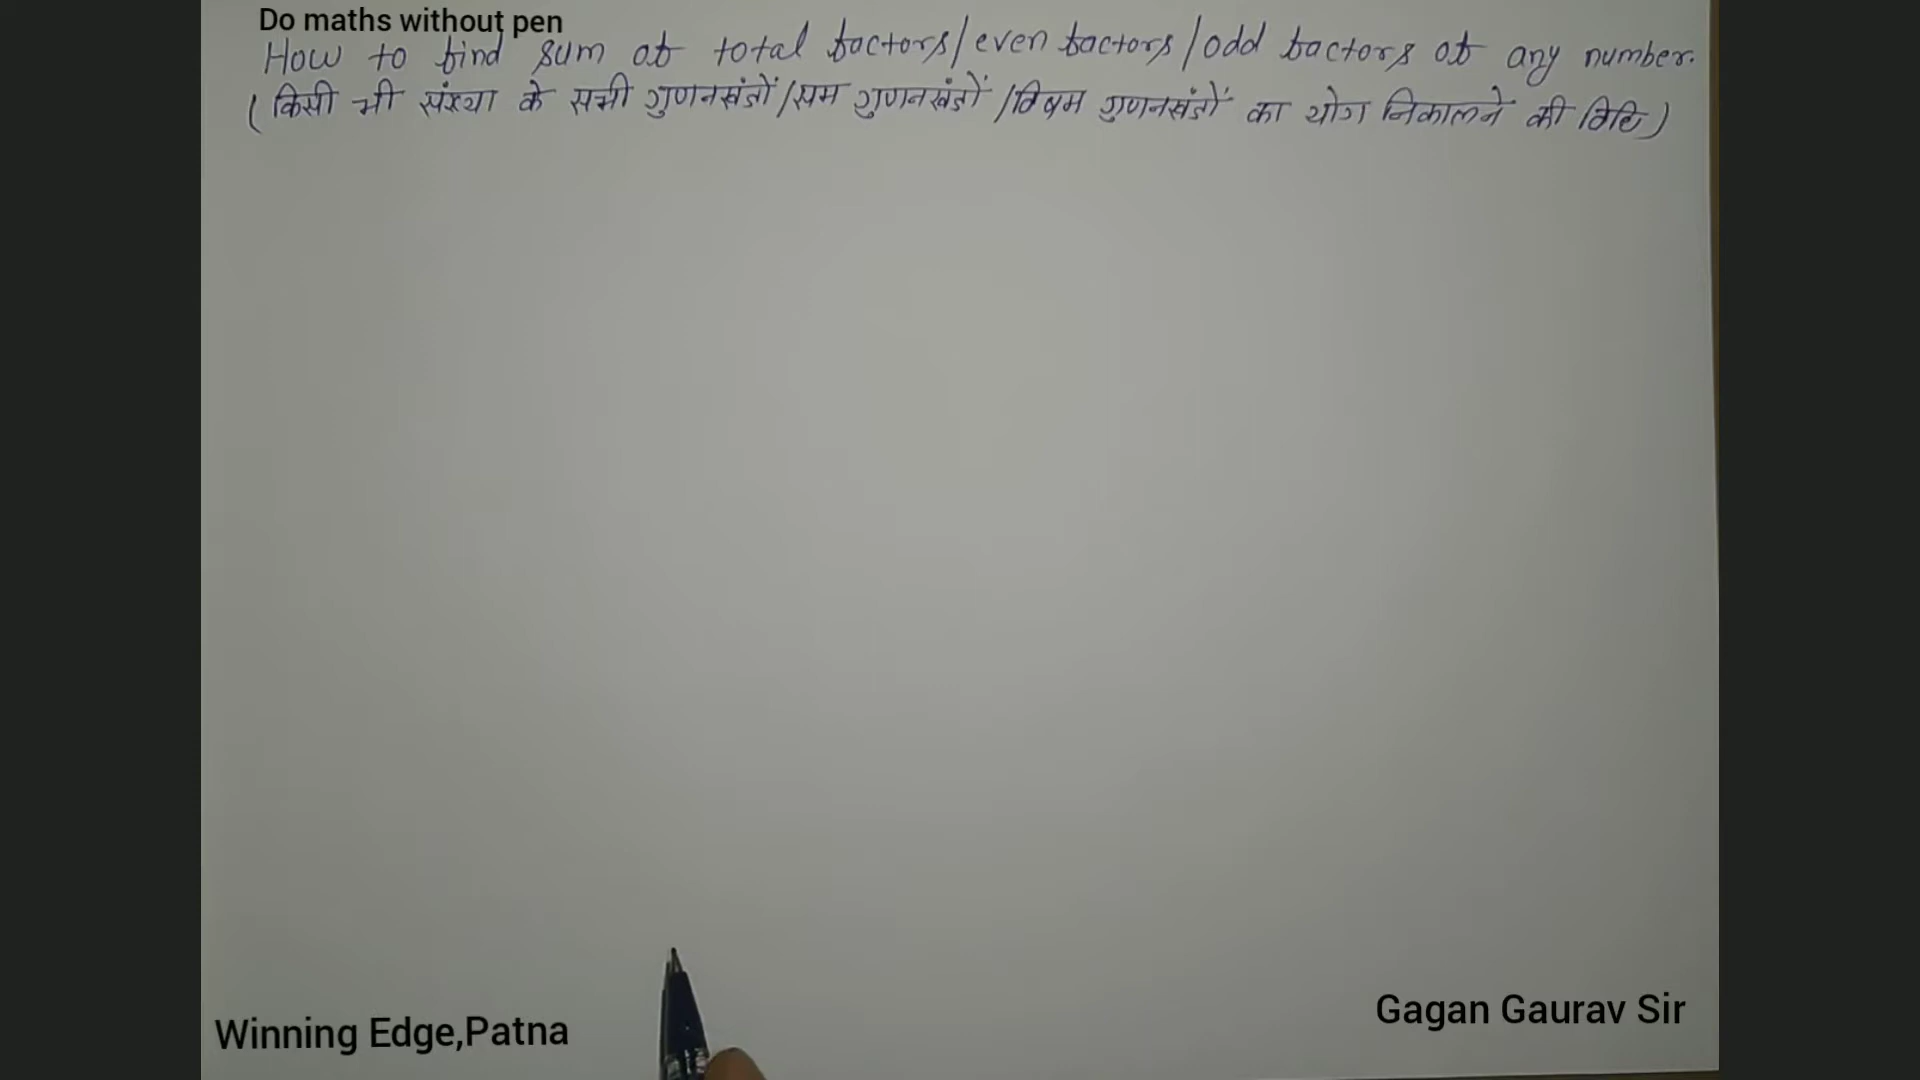 Do maths without pen
How to find sum of total factors/even factors/odd factors of any number.
(किसी भी संख्या के सभी गुणनखंडों/सम गुणनखंडों/विषम गुणनखंडों का योग निकालने की विधि)
Winning Edge,Patna
Gagan Gaurav Sir